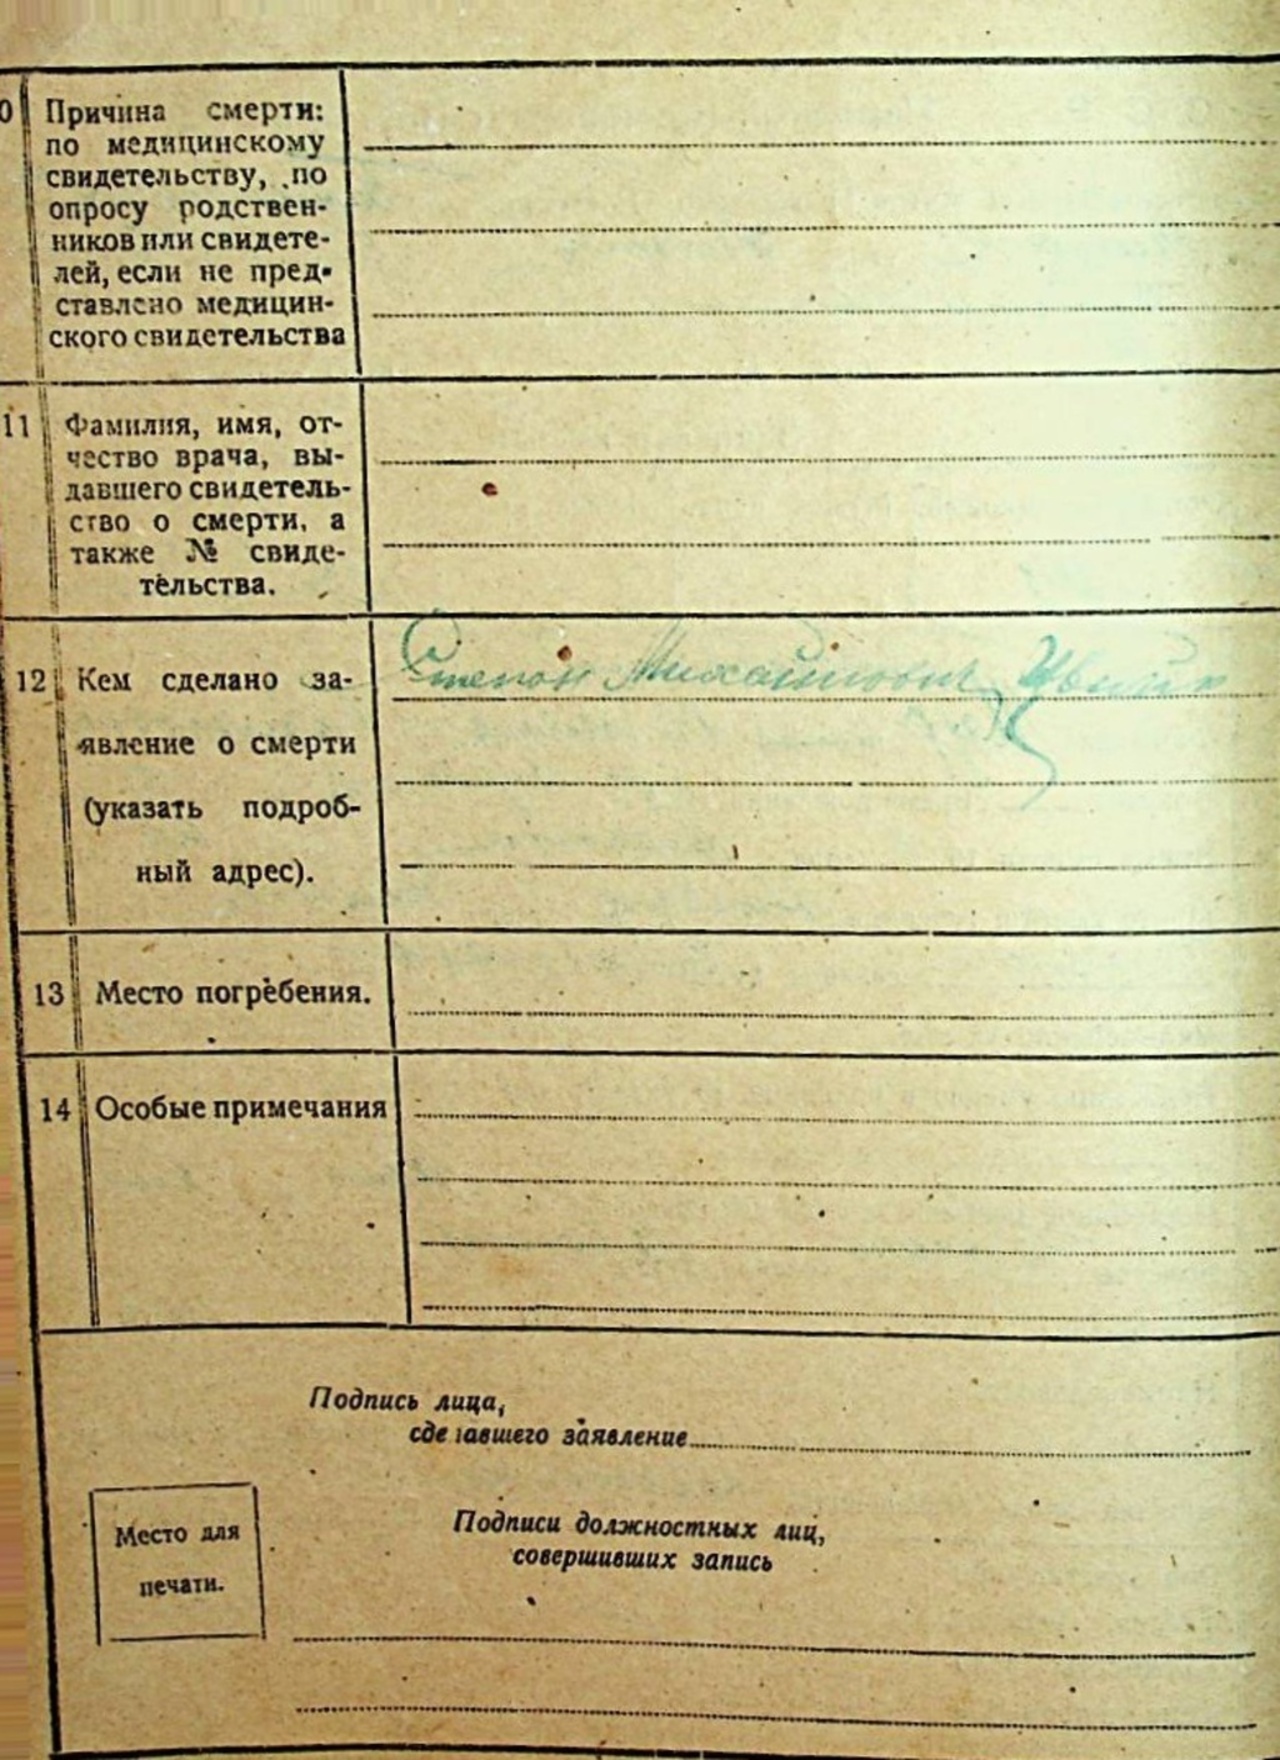 0 Причина смерти:
по медицинскому
свидетельству, по
опросу родствен-
ников или свидете-
лей, если не пред-
ставлено медицин-
ского свидетельства
11 Фамилия, имя, от-
чество врача, вы-
давшего свидетель-
ство о смерти, а
также № свиде-
тельства.
12 Кем сделано за-
явление о смерти
(указать подроб-
ный адрес).
Степан Михайлович
13 Место погребения.
14 Особые примечания
Подпись лица,
сделавшего заявление
Место для
печати.
Подписи должностных лиц,
совершивших запись